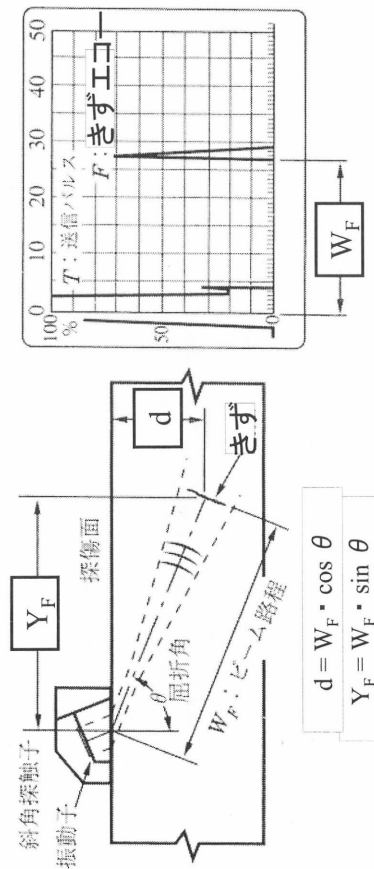 斜角探触子
振動子
Y_F
探傷面
d
きず
θ
屈折角
W_F：ビーム路程
d = W_F・cos θ
Y_F = W_F・sin θ
0 10 20 30 40 50
100
%
50
0
T：送信パルス
F：きずエコー
W_F